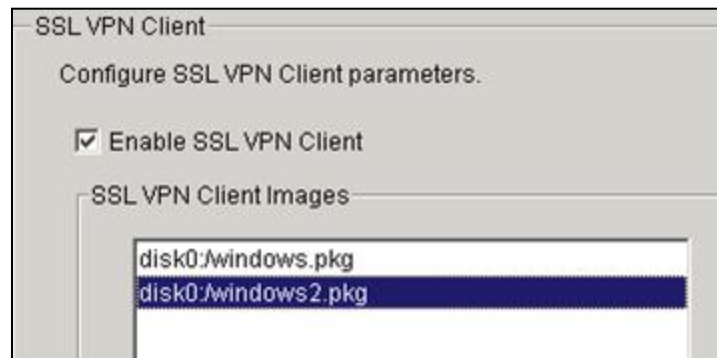 SSL VPN Client
Configure SSL VPN Client parameters.
Enable SSL VPN Client
SSL VPN Client Images
disk0:/windows.pkg
disk0:/windows2.pkg